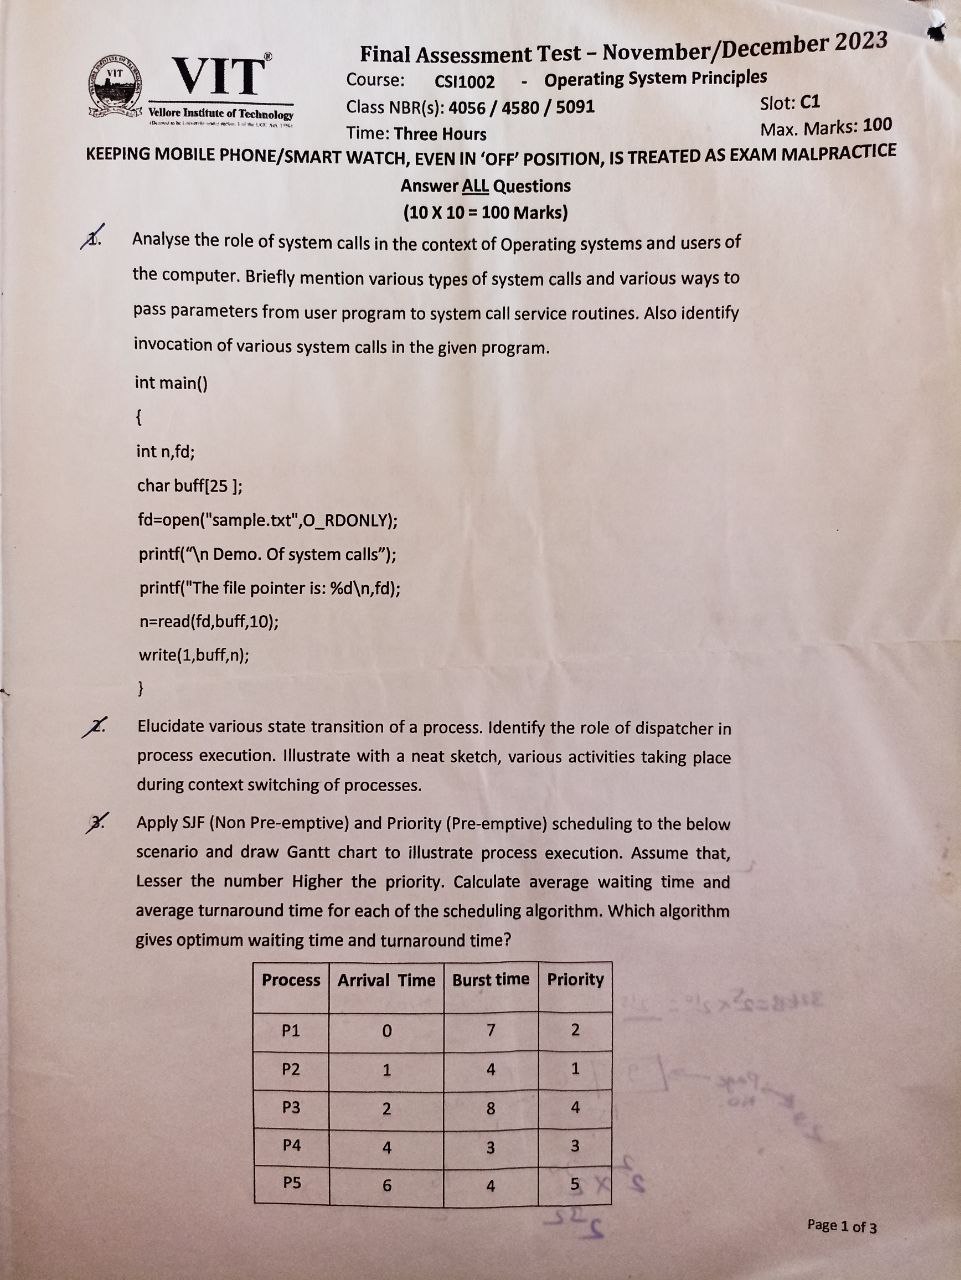 VIT
VIT®
Vellore Institute of Technology
Final Assessment Test – November/December 2023
Course: CSI1002 - Operating System Principles
Class NBR(s): 4056 / 4580 / 5091 Slot: C1
Time: Three Hours Max. Marks: 100
KEEPING MOBILE PHONE/SMART WATCH, EVEN IN ‘OFF’ POSITION, IS TREATED AS EXAM MALPRACTICE
Answer ALL Questions
(10 X 10 = 100 Marks)
1. Analyse the role of system calls in the context of Operating systems and users of
the computer. Briefly mention various types of system calls and various ways to
pass parameters from user program to system call service routines. Also identify
invocation of various system calls in the given program.
int main()
{
int n,fd;
char buff[25 ];
fd=open("sample.txt",O_RDONLY);
printf(“\n Demo. Of system calls”);
printf("The file pointer is: %d\n,fd);
n=read(fd,buff,10);
write(1,buff,n);
}
2. Elucidate various state transition of a process. Identify the role of dispatcher in
process execution. Illustrate with a neat sketch, various activities taking place
during context switching of processes.
3. Apply SJF (Non Pre-emptive) and Priority (Pre-emptive) scheduling to the below
scenario and draw Gantt chart to illustrate process execution. Assume that,
Lesser the number Higher the priority. Calculate average waiting time and
average turnaround time for each of the scheduling algorithm. Which algorithm
gives optimum waiting time and turnaround time?
Process Arrival Time Burst time Priority
P1 0 7 2
P2 1 4 1
P3 2 8 4
P4 4 3 3
P5 6 4 5
Page 1 of 3